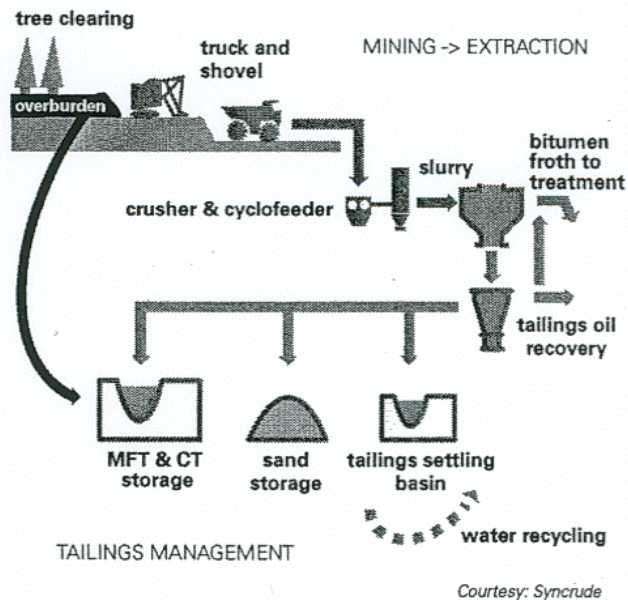 tree clearing
truck and
shovel
MINING -> EXTRACTION
overburden
bitumen
froth to
treatment
slurry
crusher & cyclofeeder
tailings oil
recovery
MFT & CT
storage
sand
storage
tailings settling
basin
water recycling
TAILINGS MANAGEMENT
Courtesy: Syncrude